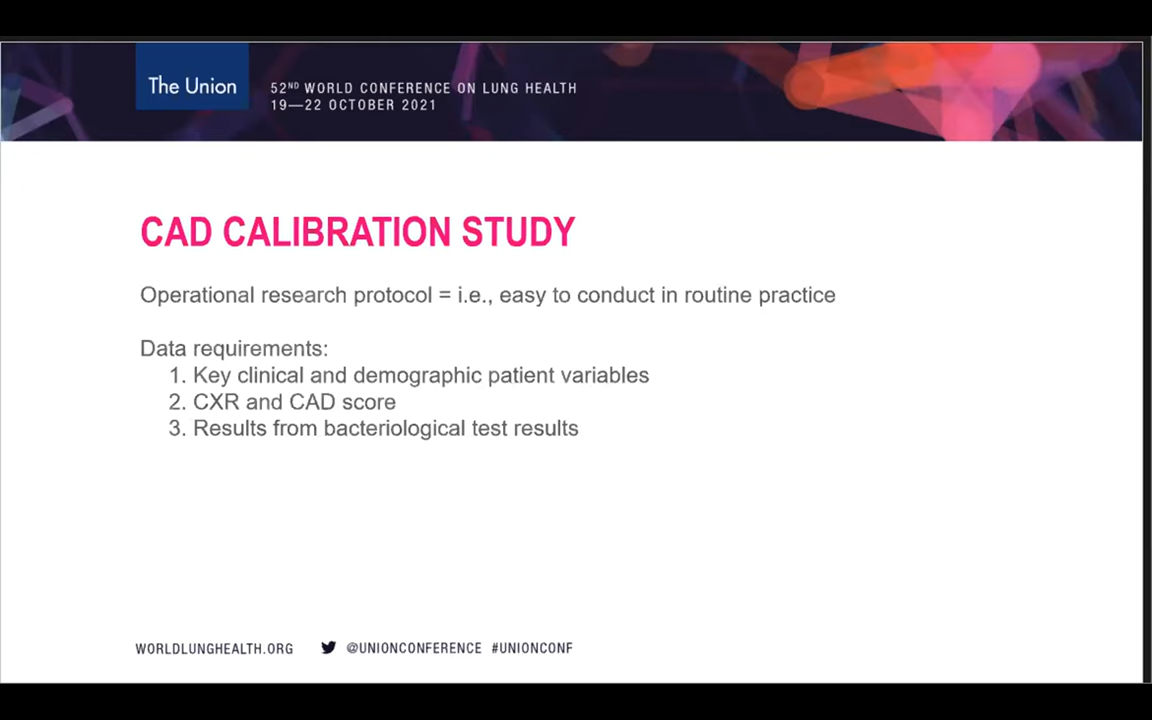 The Union
52ND WORLD CONFERENCE ON LUNG HEALTH
19—22 OCTOBER 2021
CAD CALIBRATION STUDY
Operational research protocol = i.e., easy to conduct in routine practice
Data requirements:
1. Key clinical and demographic patient variables
2. CXR and CAD score
3. Results from bacteriological test results
WORLDLUNGHEALTH.ORG @UNIONCONFERENCE #UNIONCONF